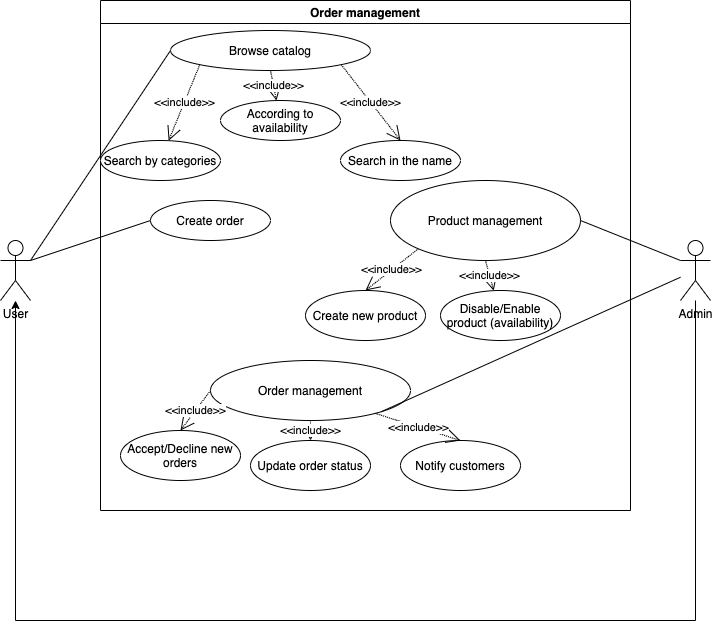 Order management
Browse catalog
<<include>>
<<include>>
<<include>>
According to
availability
Search by categories
Search in the name
Create order
Product management
<<include>>
<<include>>
Create new product
Disable/Enable
product (availability)
User
Admin
Order management
<<include>>
<<include>>
<<include>>
Accept/Decline new
orders
Update order status
Notify customers